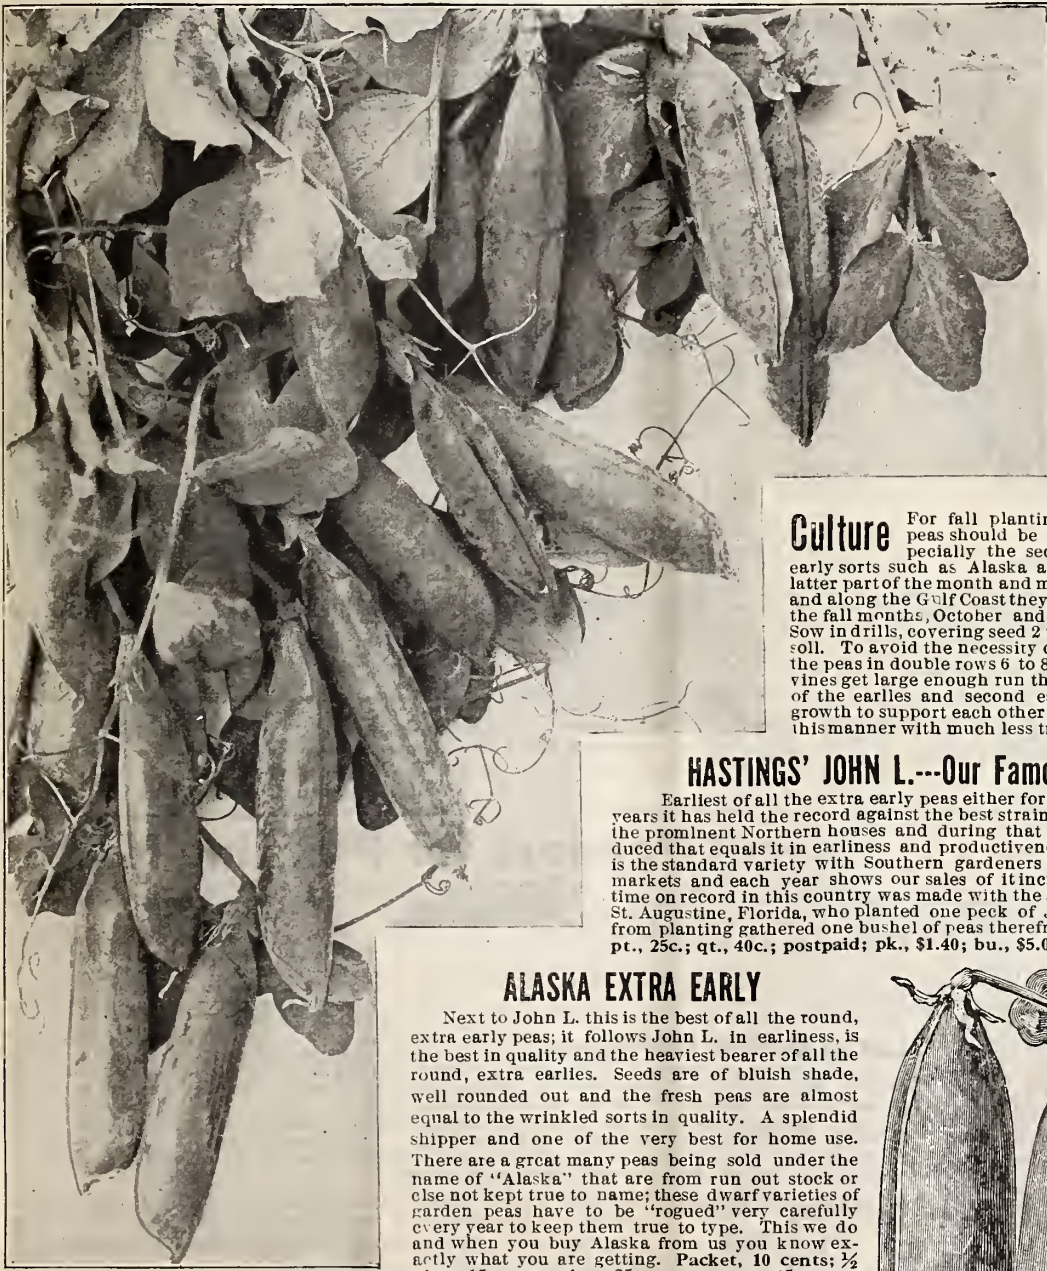 Culture For fall plantin
peas should be
pecially the sec
early sorts such as Alaska a
latter part of the month and m
and along the Gulf Coast they
the fall months, October and
Sow in drills, covering seed 2
soll. To avoid the necessity o
the peas in double rows 6 to 8
vines get large enough run th
of the earlies and second e
growth to support each other
this manner with much less t
HASTINGS' JOHN L.---Our Famo
Earliest of all the extra early peas either for
years it has held the record against the best strain
the prominent Northern houses and during that
duced that equals it in earliness and productiven
is the standard variety with Southern gardeners
markets and each year shows our sales of it inc
time on record in this country was made with the
St. Augustine, Florida, who planted one peck of
from planting gathered one bushel of peas therefr
pt., 25c.; qt., 40c.; postpaid; pk., $1.40; bu., $5.0
ALASKA EXTRA EARLY
Next to John L. this is the best of all the round,
extra early peas; it follows John L. in earliness, is
the best in quality and the heaviest bearer of all the
round, extra earlies. Seeds are of bluish shade,
well rounded out and the fresh peas are almost
equal to the wrinkled sorts in quality. A splendid
shipper and one of the very best for home use.
There are a great many peas being sold under the
name of "Alaska" that are from run out stock or
else not kept true to name; these dwarf varieties of
garden peas have to be "rogued" very carefully
every year to keep them true to type. This we do
and when you buy Alaska from us you know ex-
actly what you are getting. Packet, 10 cents; ½